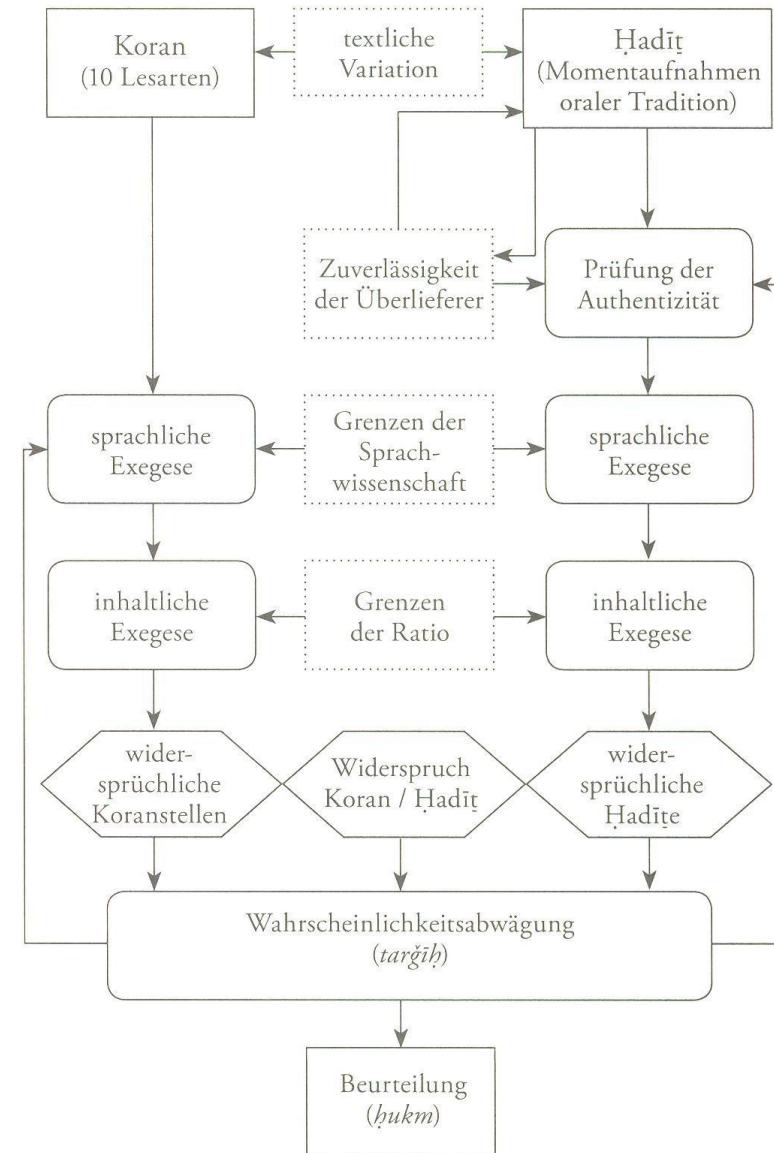 Koran
(10 Lesarten)
textliche
Variation
Ḥadīṯ
(Momentaufnahmen
oraler Tradition)
Zuverlässigkeit
der Überlieferer
Prüfung der
Authentizität
sprachliche
Exegese
Grenzen der
Sprach-
wissenschaft
sprachliche
Exegese
inhaltliche
Exegese
Grenzen
der Ratio
inhaltliche
Exegese
wider-
sprüchliche
Koranstellen
Widerspruch
Koran / Ḥadīṯ
wider-
sprüchliche
Ḥadīṯe
Wahrscheinlichkeitsabwägung
(tarǧīḥ)
Beurteilung
(ḥukm)